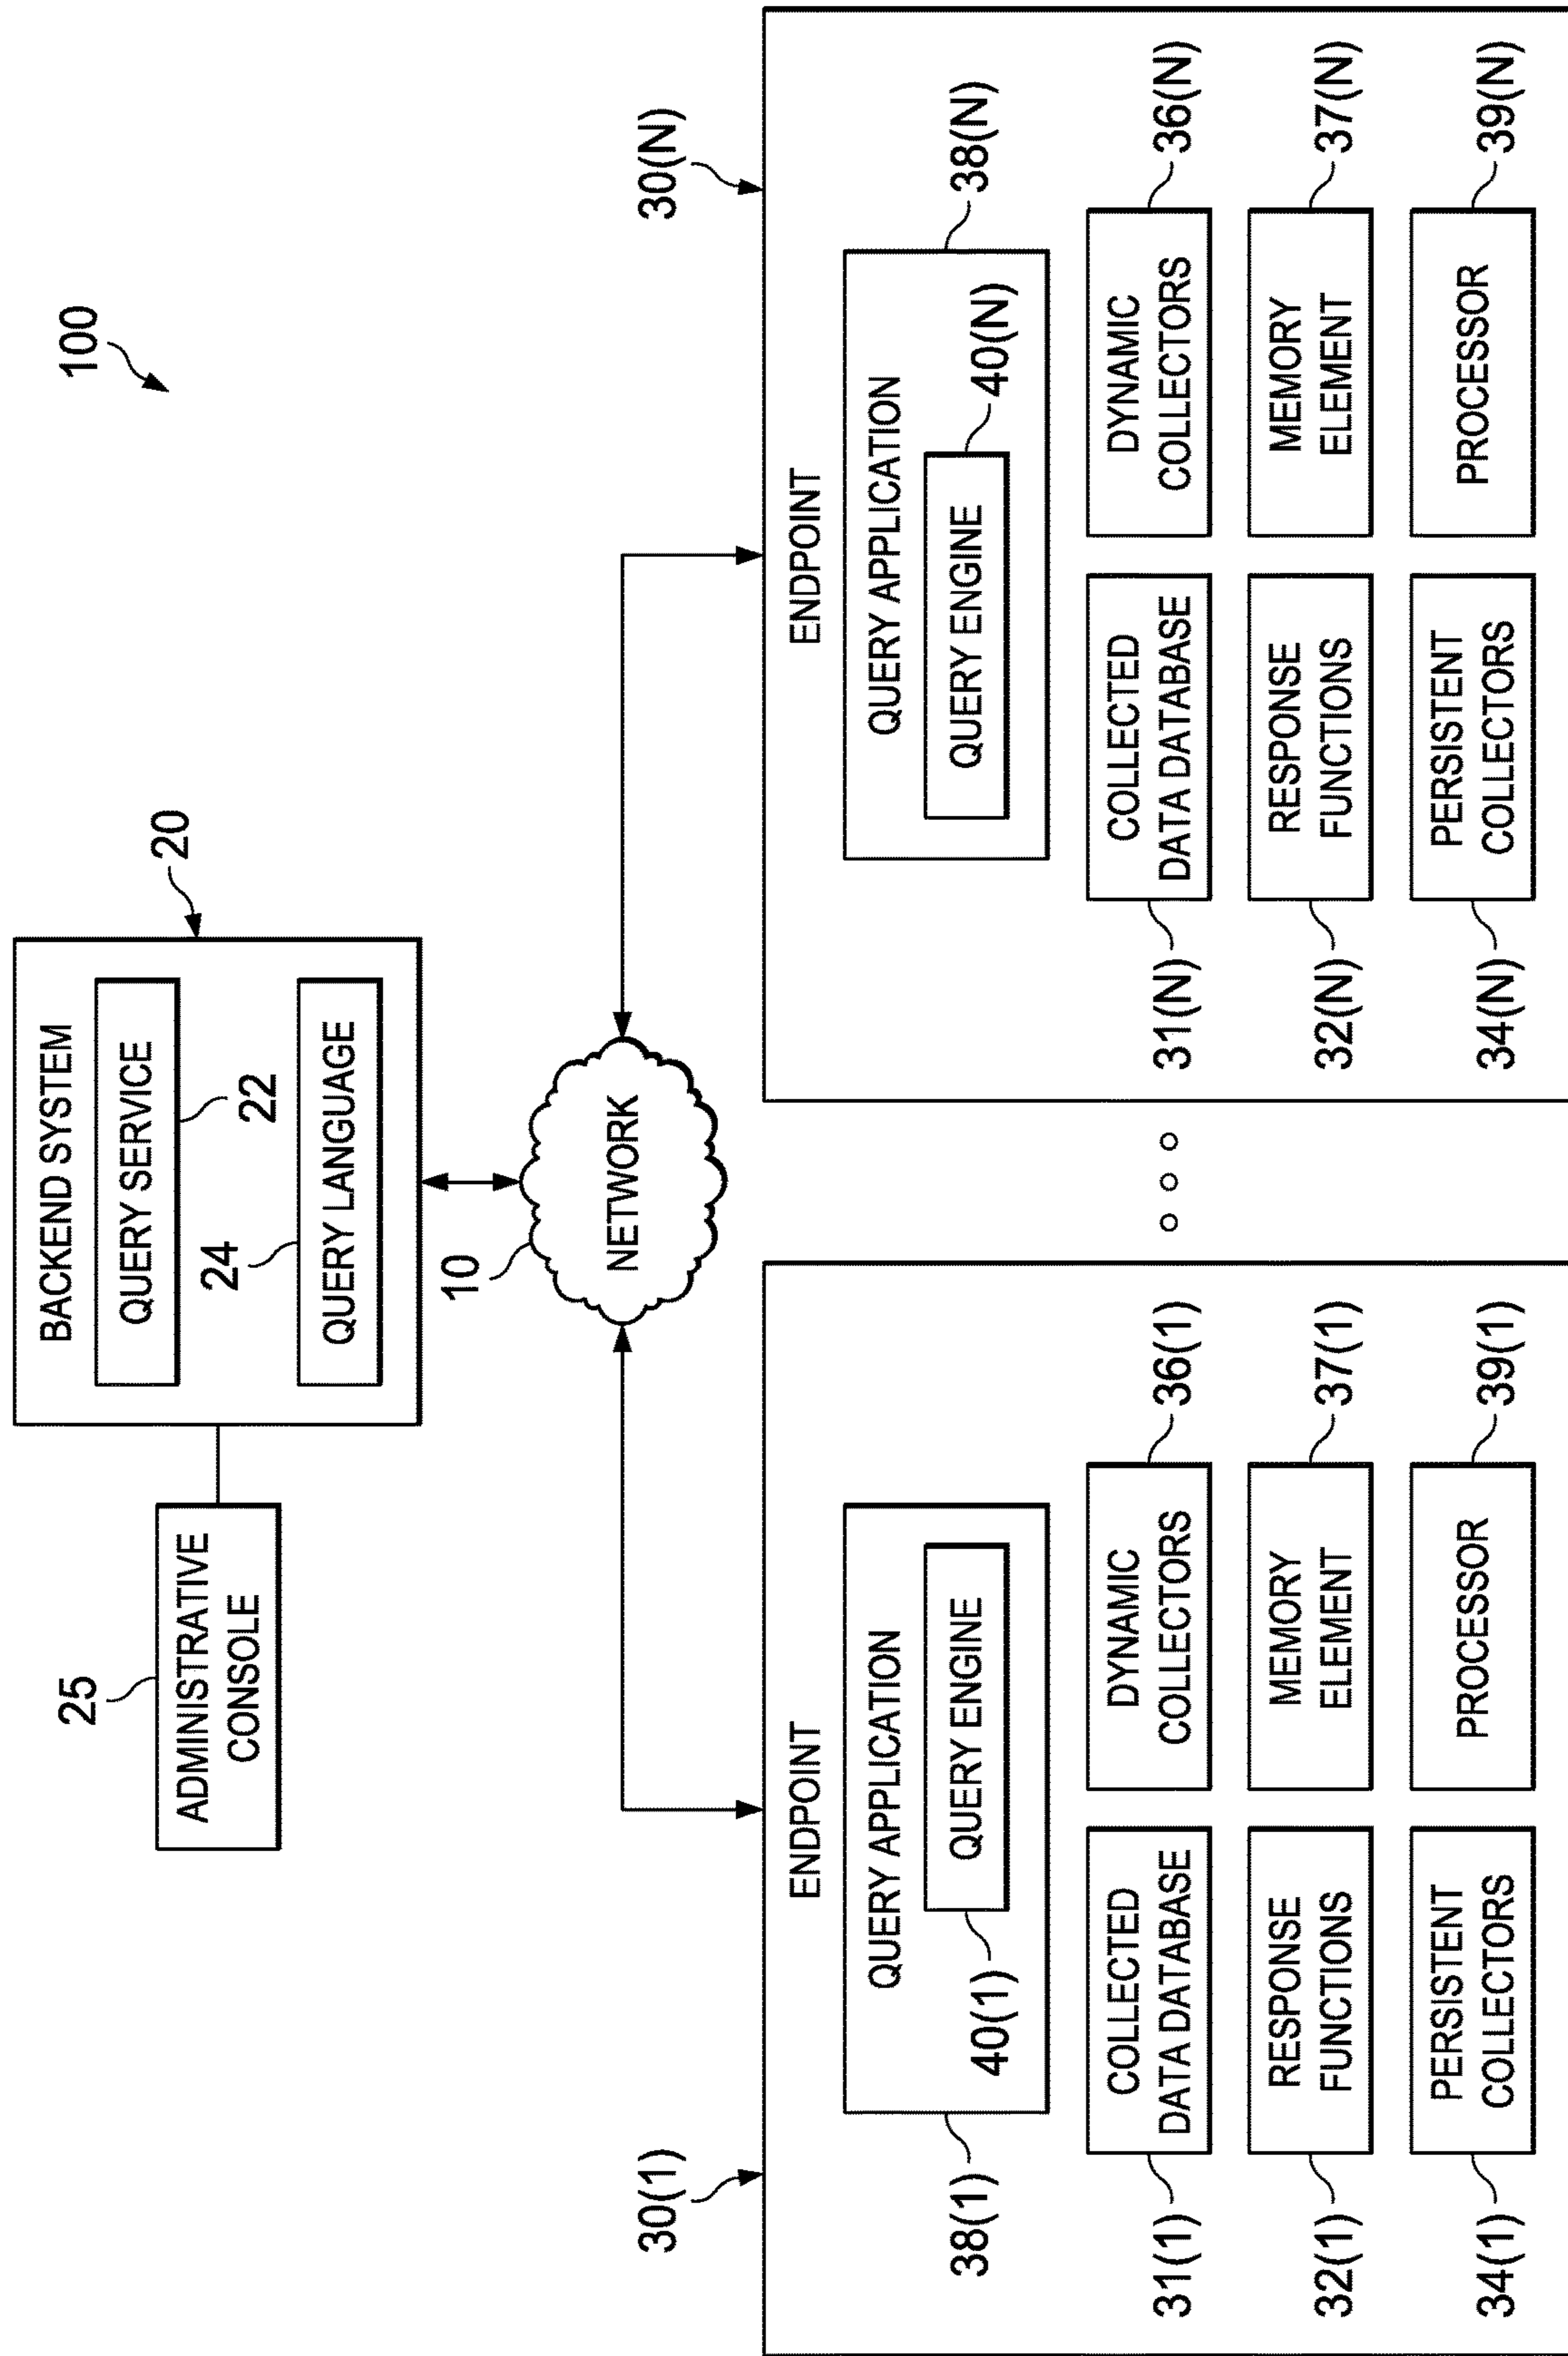 100
25
ADMINISTRATIVE
CONSOLE
BACKEND SYSTEM
20
QUERY SERVICE
22
24
QUERY LANGUAGE
10
NETWORK
30(1)
ENDPOINT
QUERY APPLICATION
QUERY ENGINE
40(1)
38(1)
COLLECTED
DATA DATABASE
31(1)
DYNAMIC
COLLECTORS
36(1)
RESPONSE
FUNCTIONS
32(1)
MEMORY
ELEMENT
37(1)
PERSISTENT
COLLECTORS
34(1)
PROCESSOR
39(1)
30(N)
ENDPOINT
QUERY APPLICATION
38(N)
QUERY ENGINE
40(N)
COLLECTED
DATA DATABASE
31(N)
DYNAMIC
COLLECTORS
36(N)
RESPONSE
FUNCTIONS
32(N)
MEMORY
ELEMENT
37(N)
PERSISTENT
COLLECTORS
34(N)
PROCESSOR
39(N)